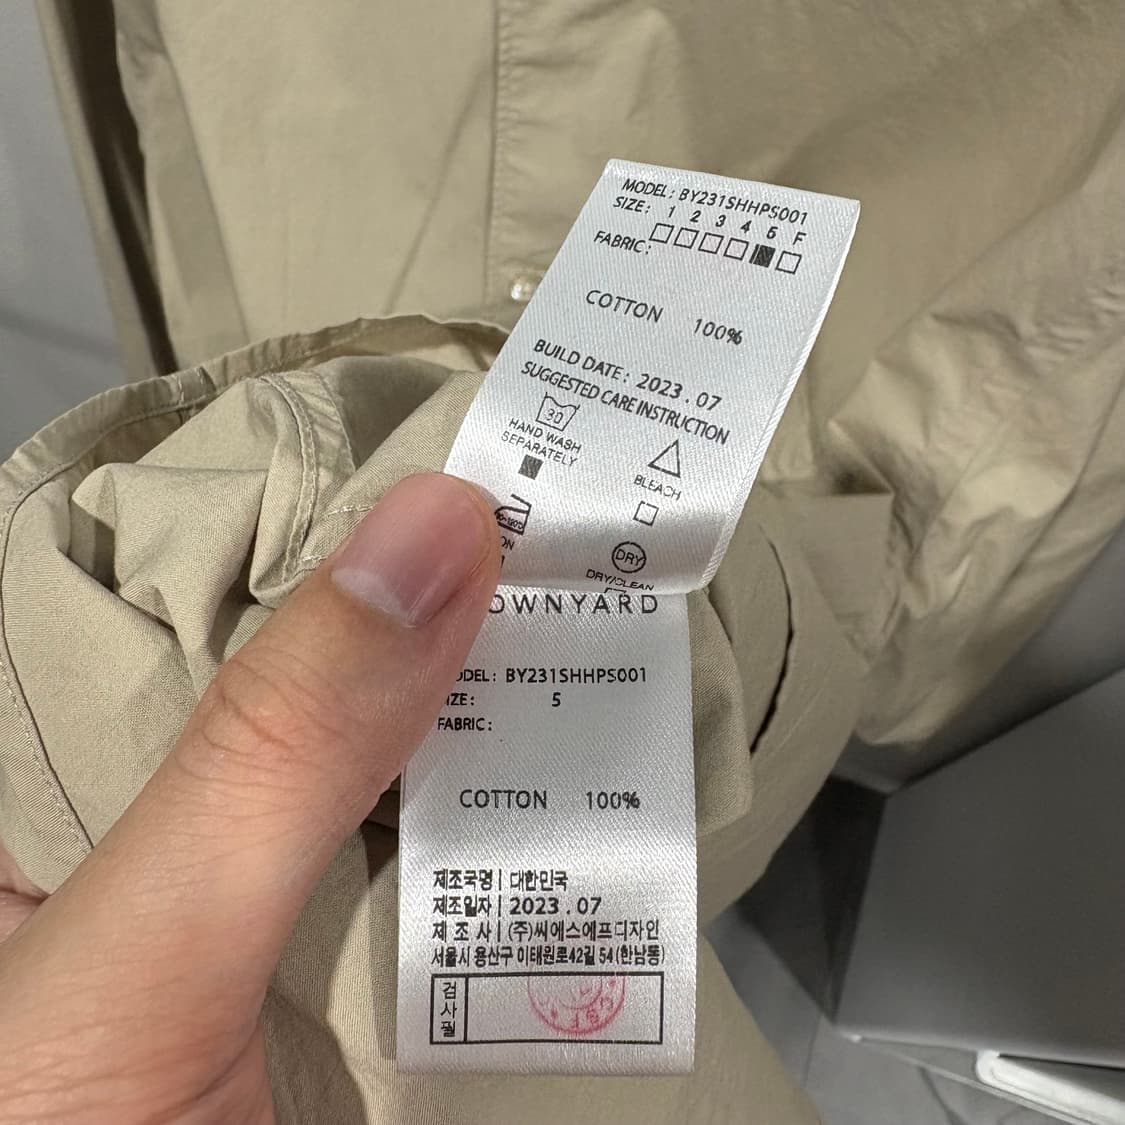 MODEL: BY231SHHPS001
SIZE: 1 2 3 4 5 F
FABRIC:
COTTON 100%
BUILD DATE: 2023.07
SUGGESTED CARE INSTRUCTION
30
HAND WASH
SEPARATELY
BLEACH
DRY
DRY/CLEAN
OWNYARD
MODEL: BY231SHHPS001
SIZE: 5
FABRIC:
COTTON 100%
제조국명 | 대한민국
제조일자 | 2023.07
제 조 사 | (주)씨에스에프디자인
서울시 용산구 이태원로42길 54 (한남동)
검사필